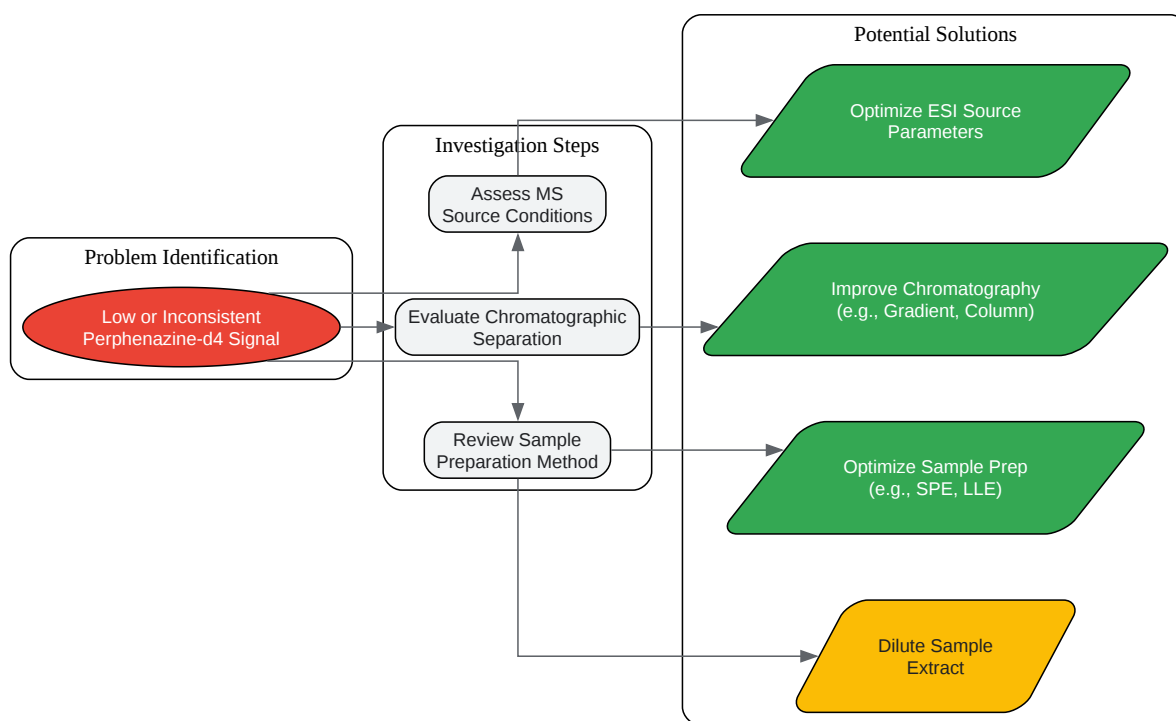 Potential Solutions
Optimize ESI Source
Parameters
Investigation Steps
Assess MS
Source Conditions
Problem Identification
Low or Inconsistent
Perphenazine-d4 Signal
Evaluate Chromatographic
Separation
Improve Chromatography
(e.g., Gradient, Column)
Review Sample
Preparation Method
Optimize Sample Prep
(e.g., SPE, LLE)
Dilute Sample
Extract